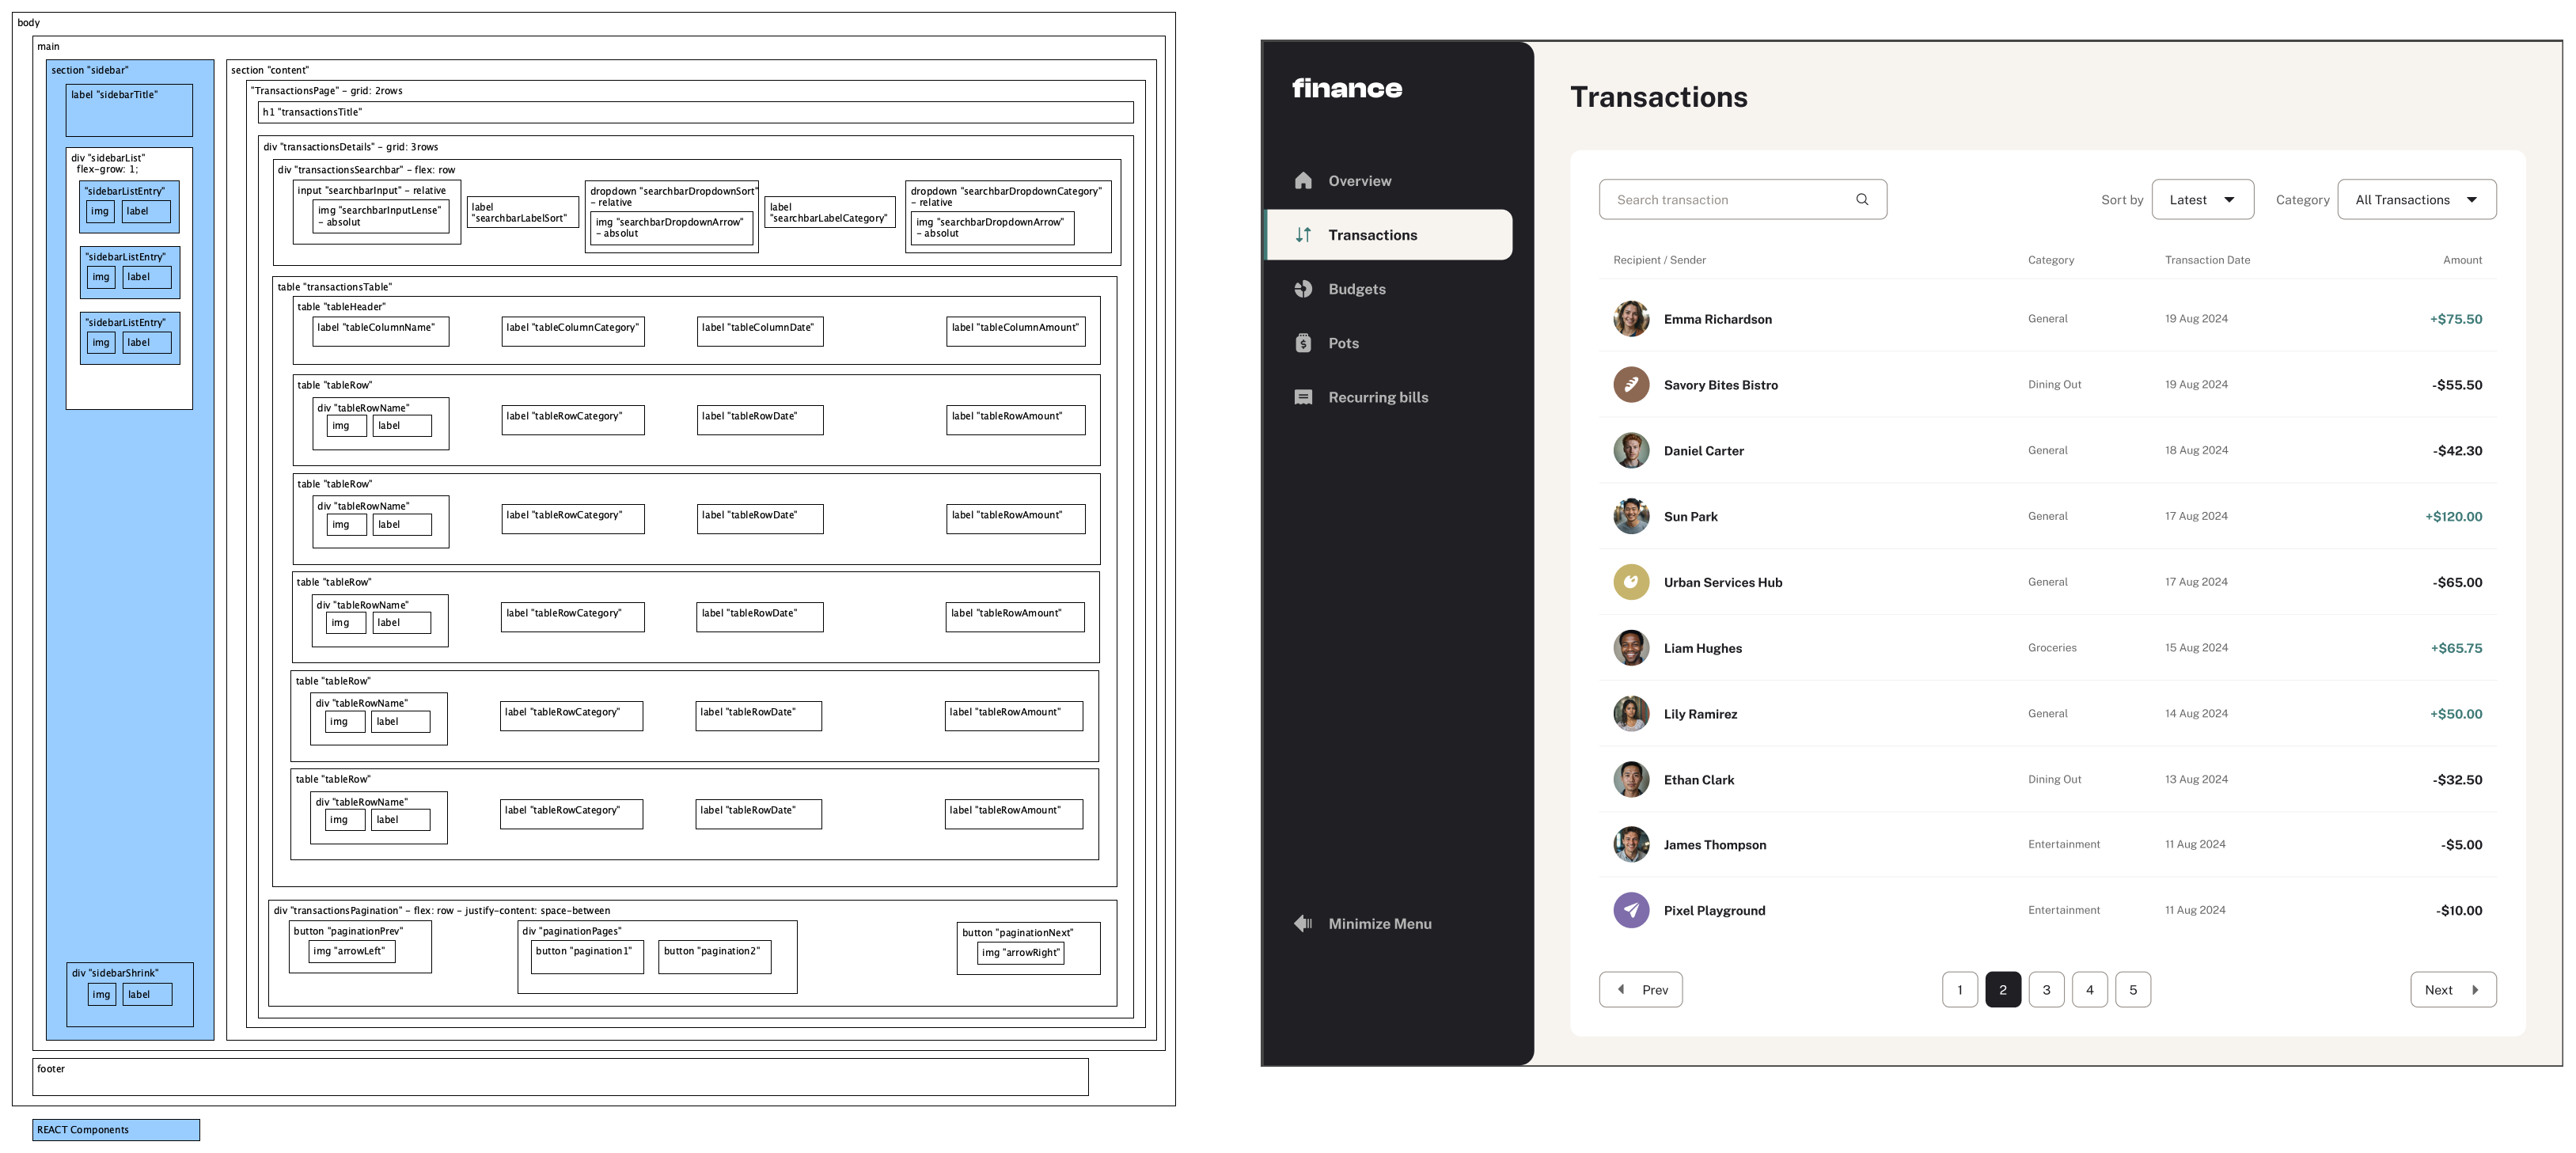 body
main
section "sidebar"
label "sidebarTitle"
div "sidebarList"
flex-grow: 1;
"sidebarListEntry"
img
label
"sidebarListEntry"
img
label
"sidebarListEntry"
img
label
div "sidebarShrink"
img
label
section "content"
"TransactionsPage" - grid: 2rows
h1 "transactionsTitle"
div "transactionsDetails" - grid: 3rows
div "transactionsSearchbar" - flex: row
input "searchbarInput" - relative
img "searchbarInputLense"
- absolut
label
"searchbarLabelSort"
dropdown "searchbarDropdownSort"
- relative
img "searchbarDropdownArrow"
- absolut
label
"searchbarLabelCategory"
dropdown "searchbarDropdownCategory"
- relative
img "searchbarDropdownArrow"
- absolut
table "transactionsTable"
table "tableHeader"
label "tableColumnName"
label "tableColumnCategory"
label "tableColumnDate"
label "tableColumnAmount"
table "tableRow"
div "tableRowName"
img
label
label "tableRowCategory"
label "tableRowDate"
label "tableRowAmount"
table "tableRow"
div "tableRowName"
img
label
label "tableRowCategory"
label "tableRowDate"
label "tableRowAmount"
table "tableRow"
div "tableRowName"
img
label
label "tableRowCategory"
label "tableRowDate"
label "tableRowAmount"
table "tableRow"
div "tableRowName"
img
label
label "tableRowCategory"
label "tableRowDate"
label "tableRowAmount"
table "tableRow"
div "tableRowName"
img
label
label "tableRowCategory"
label "tableRowDate"
label "tableRowAmount"
div "transactionsPagination" - flex: row - justify-content: space-between
button "paginationPrev"
img "arrowLeft"
div "paginationPages"
button "pagination1"
button "pagination2"
button "paginationNext"
img "arrowRight"
footer
REACT Components
finance
Overview
Transactions
Budgets
Pots
Recurring bills
Minimize Menu
Transactions
Search transaction
Sort by
Latest
Category
All Transactions
Recipient / Sender Category Transaction Date Amount
Emma Richardson General 19 Aug 2024 +$75.50
Savory Bites Bistro Dining Out 19 Aug 2024 -$55.50
Daniel Carter General 18 Aug 2024 -$42.30
Sun Park General 17 Aug 2024 +$120.00
Urban Services Hub General 17 Aug 2024 -$65.00
Liam Hughes Groceries 15 Aug 2024 +$65.75
Lily Ramirez General 14 Aug 2024 +$50.00
Ethan Clark Dining Out 13 Aug 2024 -$32.50
James Thompson Entertainment 11 Aug 2024 -$5.00
Pixel Playground Entertainment 11 Aug 2024 -$10.00
Prev 1 2 3 4 5 Next